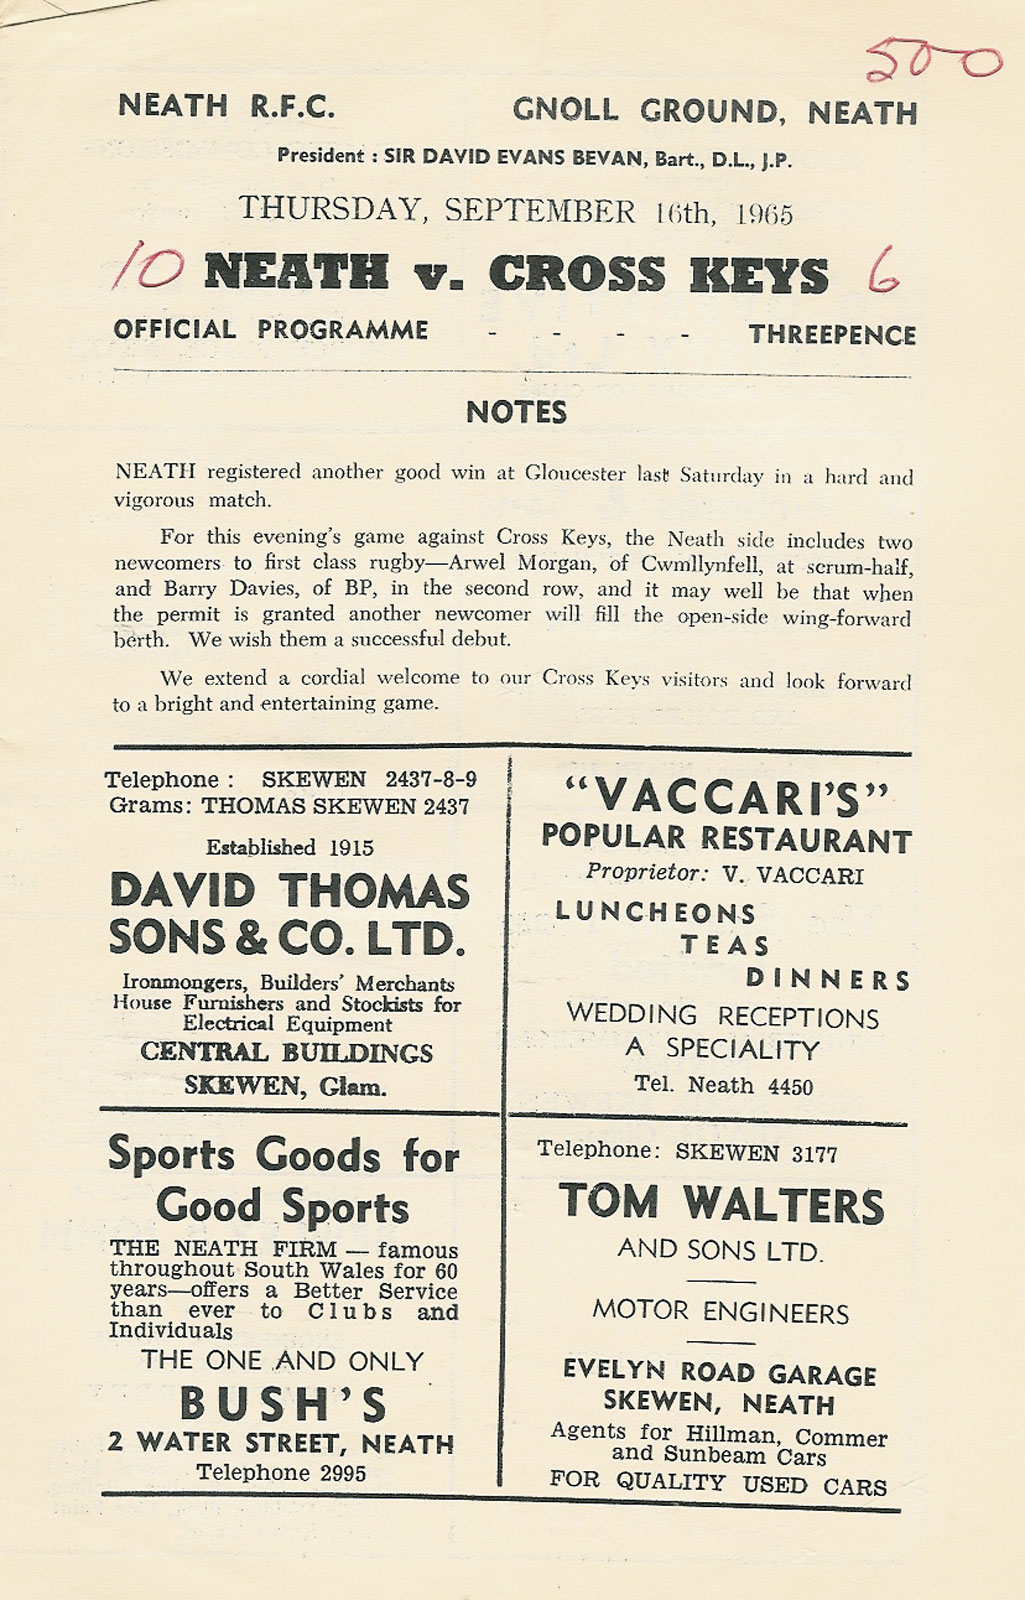 500
NEATH R.F.C. GNOLL GROUND, NEATH
President : SIR DAVID EVANS BEVAN, Bart., D.L., J.P.
THURSDAY, SEPTEMBER 16th, 1965
10 NEATH v. CROSS KEYS 6
OFFICIAL PROGRAMME - - - - THREEPENCE
NOTES
NEATH registered another good win at Gloucester last Saturday in a hard and
vigorous match.
For this evening's game against Cross Keys, the Neath side includes two
newcomers to first class rugby—Arwel Morgan, of Cwmllynfell, at scrum-half,
and Barry Davies, of BP, in the second row, and it may well be that when
the permit is granted another newcomer will fill the open-side wing-forward
berth. We wish them a successful debut.
We extend a cordial welcome to our Cross Keys visitors and look forward
to a bright and entertaining game.
Telephone : SKEWEN 2437-8-9
Grams: THOMAS SKEWEN 2437
Established 1915
DAVID THOMAS
SONS & CO. LTD.
Ironmongers, Builders' Merchants
House Furnishers and Stockists for
Electrical Equipment
CENTRAL BUILDINGS
SKEWEN, Glam.
"VACCARI'S"
POPULAR RESTAURANT
Proprietor: V. VACCARI
LUNCHEONS
TEAS
DINNERS
WEDDING RECEPTIONS
A SPECIALITY
Tel. Neath 4450
Sports Goods for
Good Sports
THE NEATH FIRM — famous
throughout South Wales for 60
years—offers a Better Service
than ever to Clubs and
Individuals
THE ONE AND ONLY
BUSH'S
2 WATER STREET, NEATH
Telephone 2995
Telephone: SKEWEN 3177
TOM WALTERS
AND SONS LTD.
MOTOR ENGINEERS
EVELYN ROAD GARAGE
SKEWEN, NEATH
Agents for Hillman, Commer
and Sunbeam Cars
FOR QUALITY USED CARS